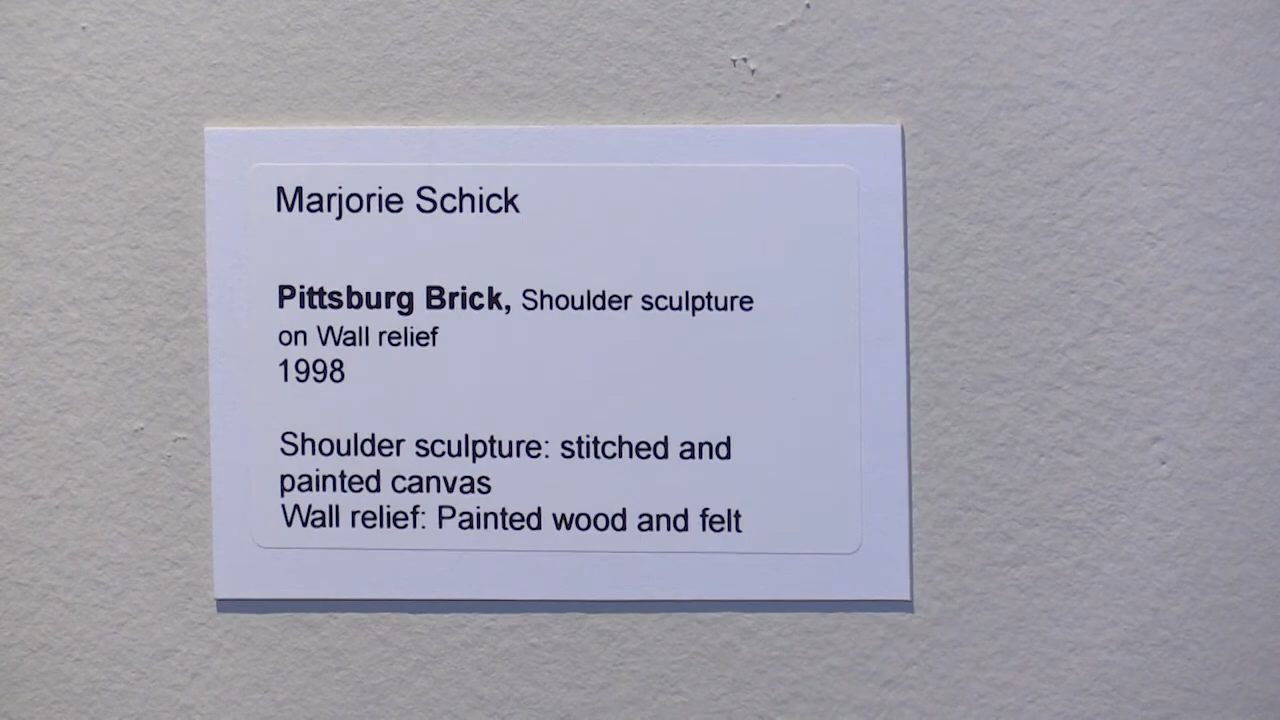 Marjorie Schick
Pittsburg Brick, Shoulder sculpture
on Wall relief
1998
Shoulder sculpture: stitched and
painted canvas
Wall relief: Painted wood and felt